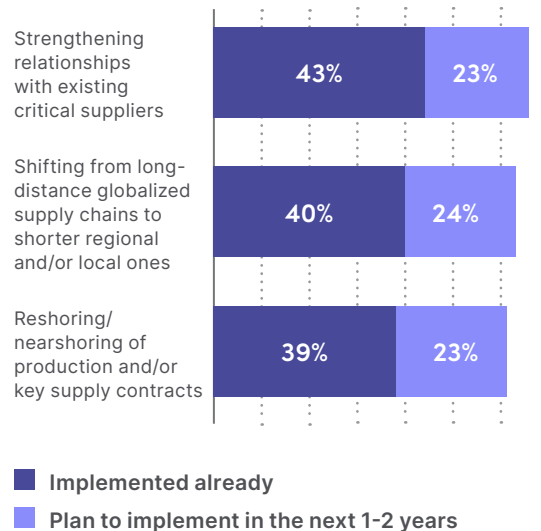 Strengthening
relationships
with existing
critical suppliers
43%
23%
Shifting from long-
distance globalized
supply chains to
shorter regional
and/or local ones
40%
24%
Reshoring/
nearshoring of
production and/or
key supply contracts
39%
23%
Implemented already
Plan to implement in the next 1-2 years